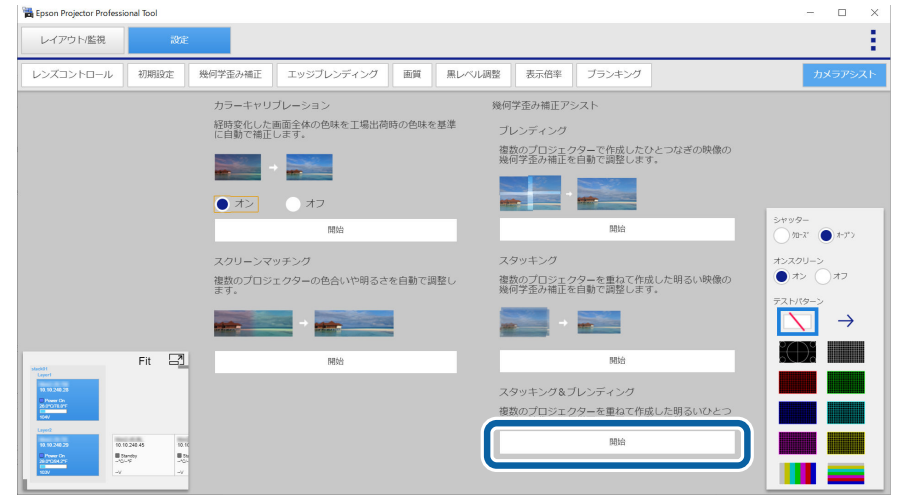 Epson Projector Professional Tool
レイアウト/監視
設定
レンズコントロール
初期設定
幾何学歪み補正
エッジブレンディング
画質
黒レベル調整
表示倍率
ブランキング
カメラアシスト
カラーキャリブレーション
経時変化した画面全体の色味を工場出荷時の色味を基準
に自動で補正します。
オン
オフ
開始
スクリーンマッチング
複数のプロジェクターの色合いや明るさを自動で調整し
ます。
開始
幾何学歪み補正アシスト
ブレンディング
複数のプロジェクターで作成したひとつなぎの映像の
幾何学歪み補正を自動で調整します。
開始
スタッキング
複数のプロジェクターを重ねて作成した明るい映像の
幾何学歪み補正を自動で調整します。
開始
スタッキング&ブレンディング
複数のプロジェクターを重ねて作成した明るいひとつ
開始
シャッター
クローズ
オープン
オンスクリーン
オン
オフ
テストパターン
Fit
Layer1
10.10.240.28
Power On
Layer2
10.10.240.29
Power On
10.10.240.45
Standby